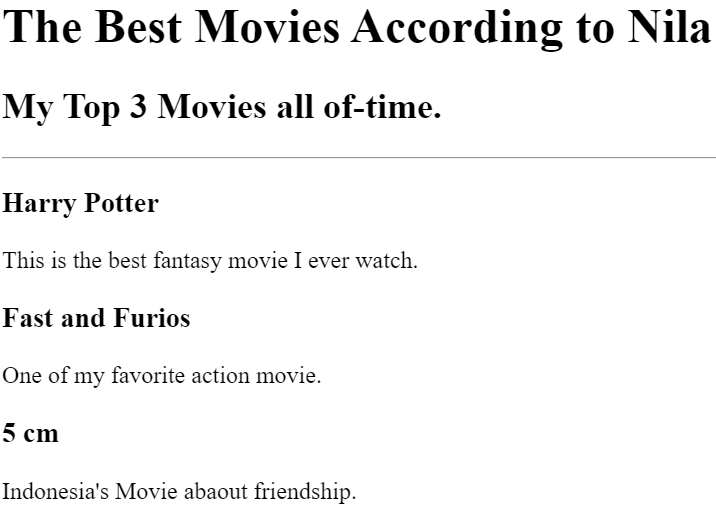 The Best Movies According to Nila
My Top 3 Movies all of-time.
Harry Potter
This is the best fantasy movie I ever watch.
Fast and Furios
One of my favorite action movie.
5 cm
Indonesia's Movie abaout friendship.